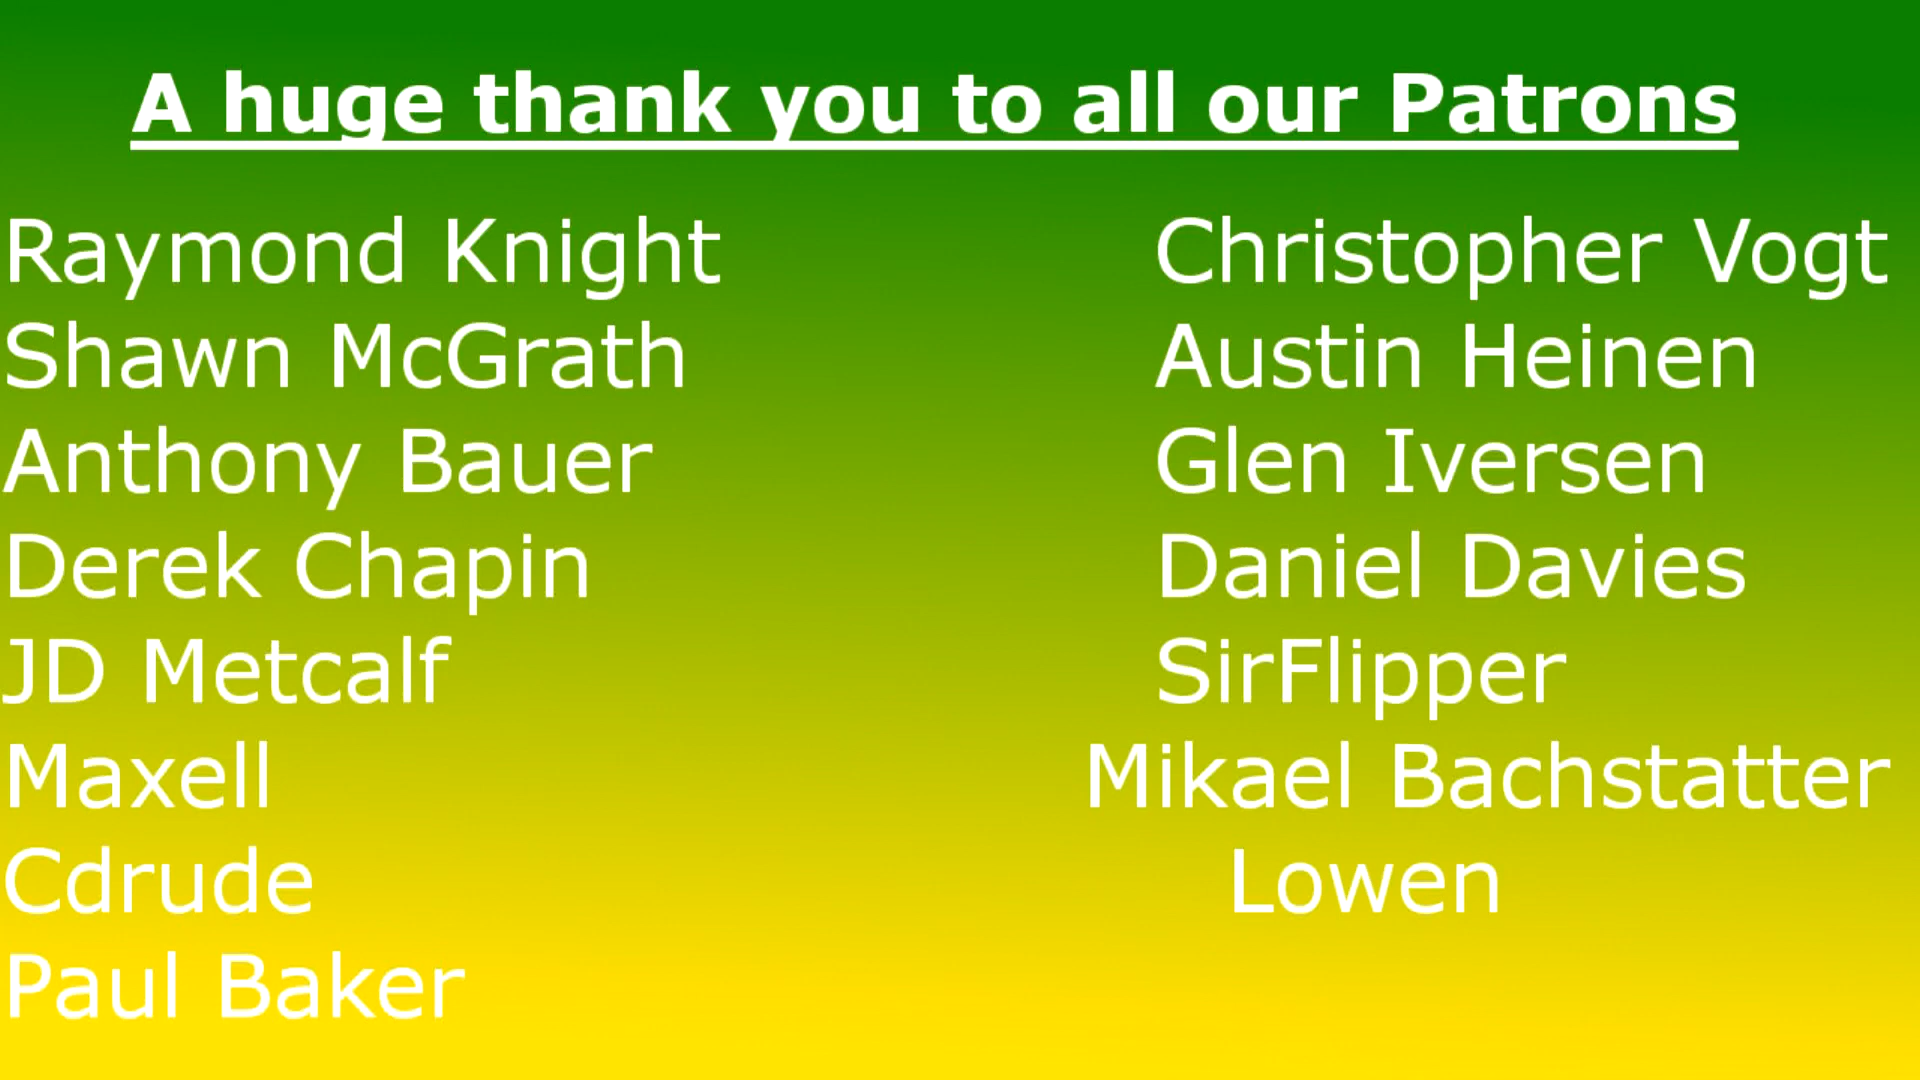 A huge thank you to all our Patrons
Raymond Knight
Shawn McGrath
Anthony Bauer
Derek Chapin
JD Metcalf
Maxell
Cdrude
Paul Baker
Christopher Vogt
Austin Heinen
Glen Iversen
Daniel Davies
SirFlipper
Mikael Bachstatter
Lowen